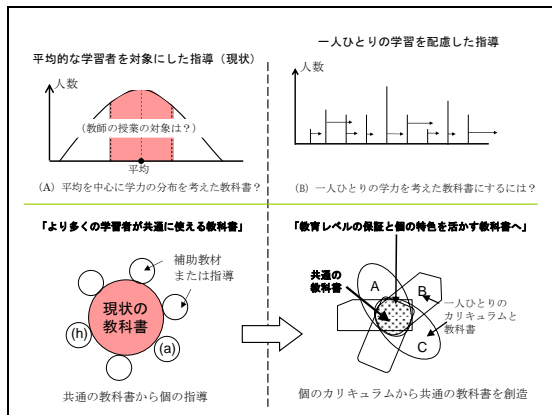 平均的な学習者を対象にした指導（現状）
人数
（教師の授業の対象は？）
平均
（A）平均を中心に学力の分布を考えた教科書？
一人ひとりの学習を配慮した指導
人数
（B）一人ひとりの学力を考えた教科書にするには？
「より多くの学習者が共通に使える教科書」
補助教材
または指導
現状の
教科書
(h)
(a)
共通の教科書から個の指導
「教育レベルの保証と個の特色を活かす教科書へ」
共通の
教科書
A
B
一人ひとりの
カリキュラムと
教科書
C
個のカリキュラムから共通の教科書を創造